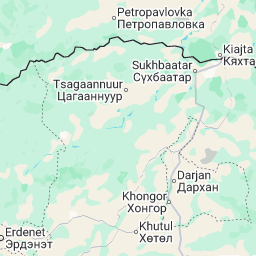 Petropavlovka
Петропавловка
Kiajta
Кяхта
Sukhbaatar
Сүхбаатар
Tsagaannuur
Цагааннуур
Darjan
Дархан
Khongor
Хонгор
Khutul
Хөтөл
Erdenet
Эрдэнэт